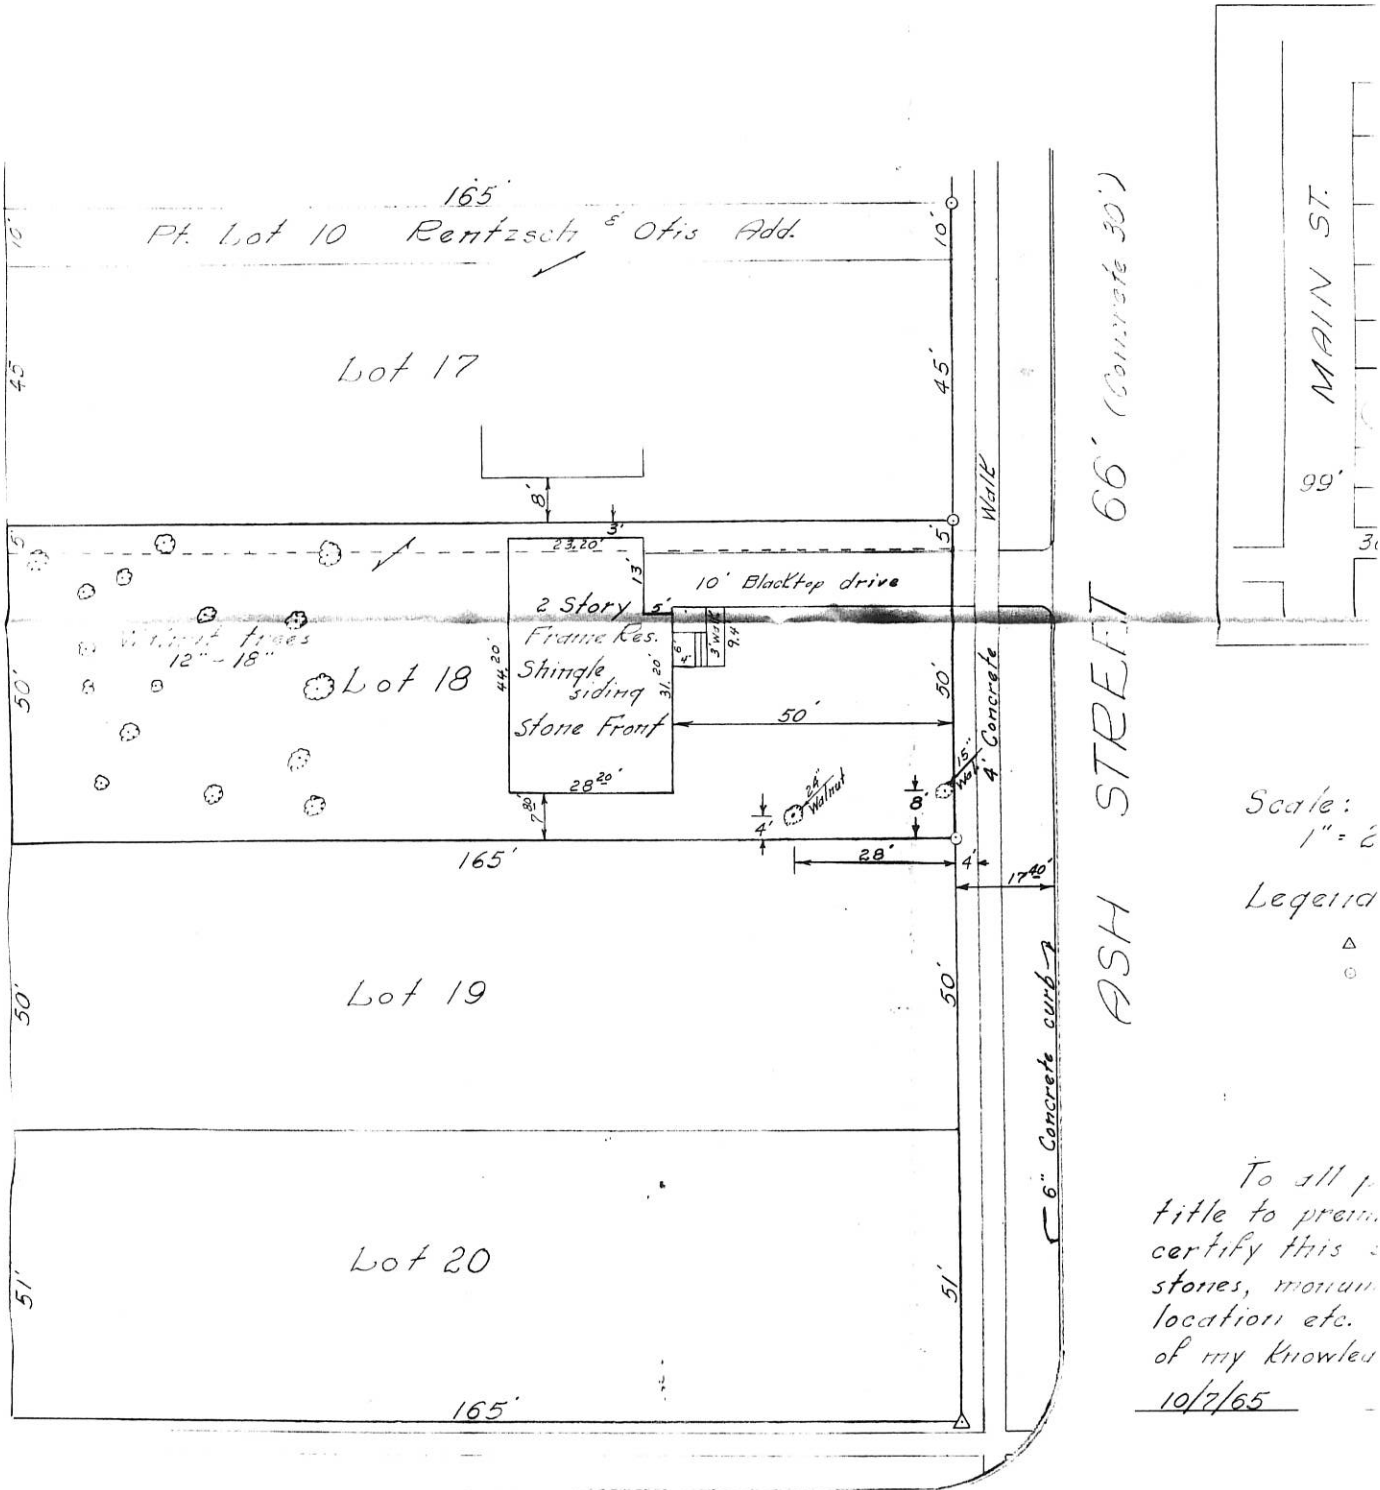 165'
10'
Pt. Lot 10 Rentzsch & Otis Add.
10'
45
Lot 17
45'
8'
Walk
5'
3'
5'
23.20'
13'
10' Blacktop drive
2 Story
5'
Frame Res.
Shingle
siding
Stone Front
44.20'
31.20'
6'
3' Walk
9.4'
Walnut trees
12"-18"
50'
Lot 18
50'
50'
4' Concrete
28 20'
7 80'
24"
Walnut
15"
4'
8'
165'
28'
4'
17 40'
50'
Lot 19
50'
6" Concrete curb
51'
Lot 20
51'
165'
ASH STREET 66' (Concrete 30')
MAIN ST.
99'
Scale:
1" = 2
Legend
To all
title to
certify this
stones,
location etc.
of my
10/7/65